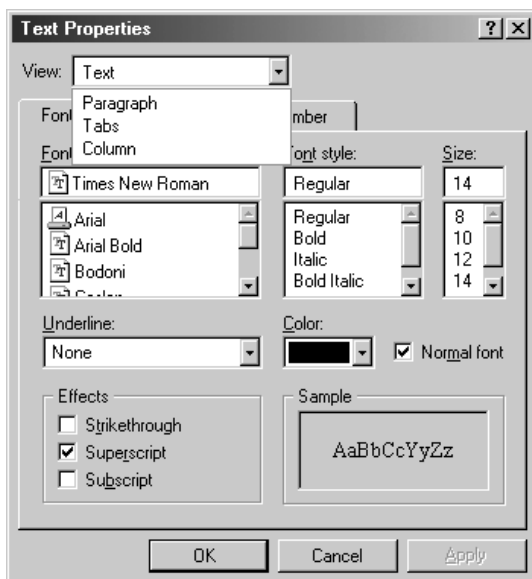 Text Properties
View: Text
Paragraph
Tabs
Column
Font
mber
Font style:
Size:
Times New Roman
Regular
14
Arial
Arial Bold
Bodoni
Regular
Bold
Italic
Bold Italic
8
10
12
14
Underline:
Color:
None
Normal font
Effects
Strikethrough
Superscript
Subscript
Sample
AaBbCcYyZz
OK
Cancel
Apply